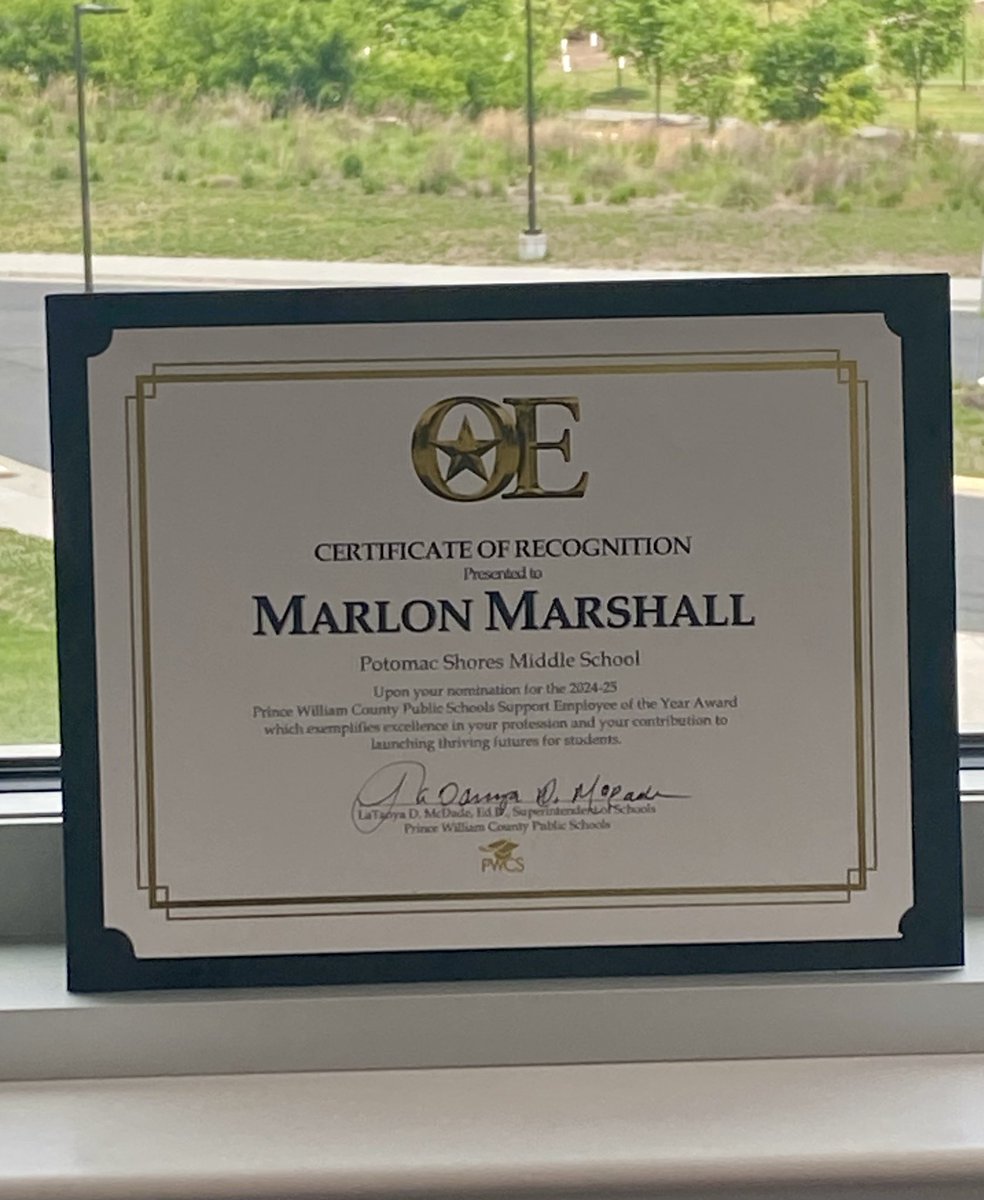 OE
CERTIFICATE OF RECOGNITION
Presented to
MARLON MARSHALL
Potomac Shores Middle School
Upon your nomination for the 2024-25
Prince William County Public Schools Support Employee of the Year Award
which exemplifies excellence in your profession and your contribution to
launching thriving futures for students.
LaTanya D. McDade
LaTanya D. McDade, Ed.D., Superintendent of Schools
Prince William County Public Schools
PWCS